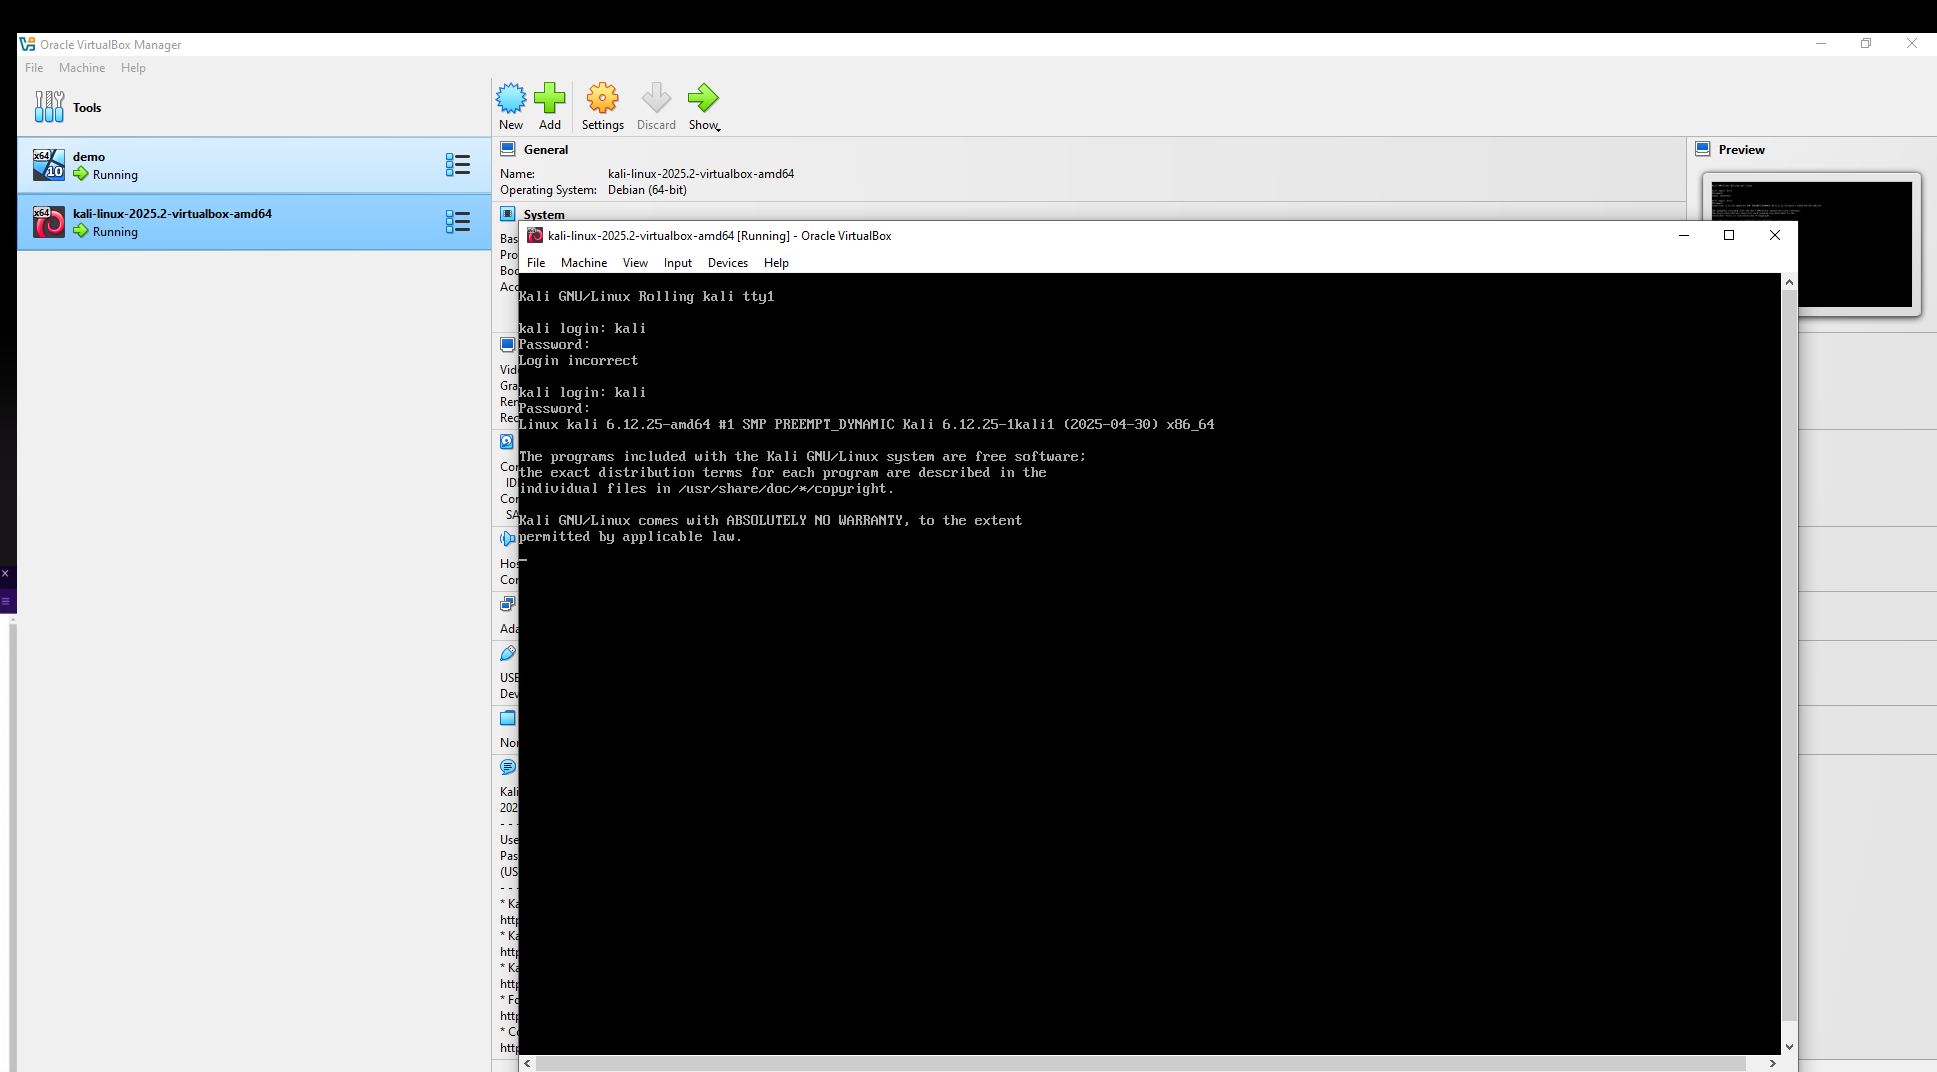 Oracle VirtualBox Manager
File Machine Help
Tools
New Add Settings Discard Show
x64 10 demo
Running
x64 kali-linux-2025.2-virtualbox-amd64
Running
General
Name: kali-linux-2025.2-virtualbox-amd64
Operating System: Debian (64-bit)
Preview
System
Bas
Pro
Boo
Acc
Vid
Gra
Ren
Rec
Con
ID
Con
SA
Hos
Con
Ada
USB
Dev
Nor
Kali
202
- - -
Use
Pas
(US
- - -
* Ka
http
* Ka
http
* Ka
http
* Fo
http
* Co
http
kali-linux-2025.2-virtualbox-amd64 [Running] - Oracle VirtualBox
File Machine View Input Devices Help
Kali GNU/Linux Rolling kali tty1
kali login: kali
Password:
Login incorrect
kali login: kali
Password:
Linux kali 6.12.25-amd64 #1 SMP PREEMPT_DYNAMIC Kali 6.12.25-1kali1 (2025-04-30) x86_64
The programs included with the Kali GNU/Linux system are free software;
the exact distribution terms for each program are described in the
individual files in /usr/share/doc/*/copyright.
Kali GNU/Linux comes with ABSOLUTELY NO WARRANTY, to the extent
permitted by applicable law.